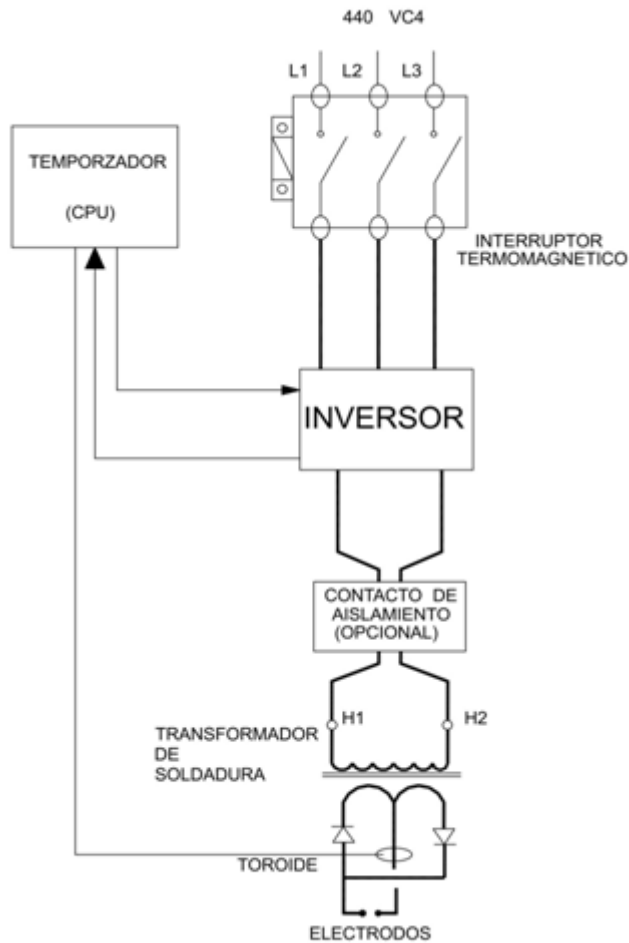 440 VC4
L1 L2 L3
TEMPORZADOR
(CPU)
INTERRUPTOR
TERMOMAGNETICO
INVERSOR
CONTACTO DE
AISLAMIENTO
(OPCIONAL)
H1 H2
TRANSFORMADOR
DE
SOLDADURA
TOROIDE
ELECTRODOS